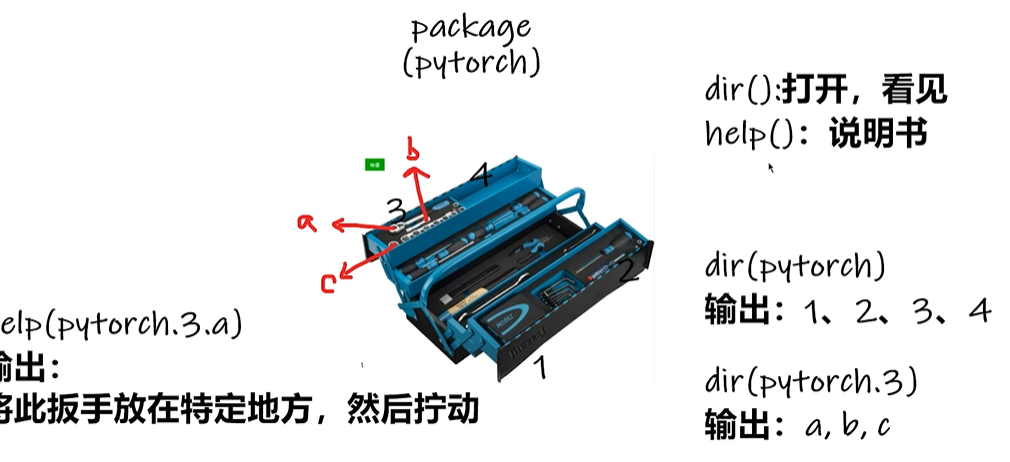 package
(pytorch)
dir():打开，看见
help()：说明书
b
4
3
a
c
2
1
dir(pytorch)
输出：1、2、3、4
elp(pytorch.3.a)
输出：
将此扳手放在特定地方，然后拧动
dir(pytorch.3)
输出：a, b, c